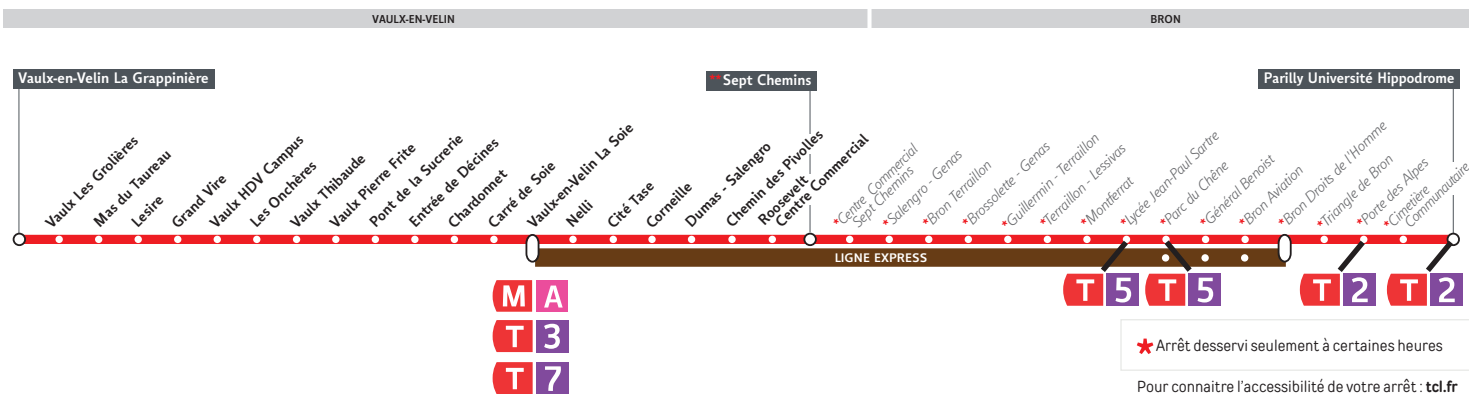 VAULX-EN-VELIN
BRON
Vaulx-en-Velin La Grappinière
**Sept Chemins
Parilly Université Hippodrome
Vaulx Les Grolières
Mas du Taureau
Lesire
Grand Vire
Vaulx HDV Campus
Les Onchères
Vaulx Thibaude
Vaulx Pierre Frite
Pont de la Sucrerie
Entrée de Décines
Chardonnet
Carré de Soie
Vaulx-en-Velin La Soie
Nelli
Cité Tase
Corneille
Dumas - Salengro
Chemin des Pivolles
Roosevelt
Centre Commercial
*Centre Commercial
Sept Chemins
*Salengro - Genas
*Bron Terraillon
*Brossolette - Genas
*Guillermin - Terraillon
*Terraillon - Lessivas
*Montferrat
*Lycée Jean-Paul Sartre
*Parc du Chêne
*Général Benoist
*Bron Aviation
*Bron Droits de l'Homme
*Triangle de Bron
*Porte des Alpes
*Cimetière
Communautaire
LIGNE EXPRESS
M A
T 3
T 7
T 5
T 5
T 2
T 2
* Arrêt desservi seulement à certaines heures
Pour connaitre l'accessibilité de votre arrêt : tcl.fr